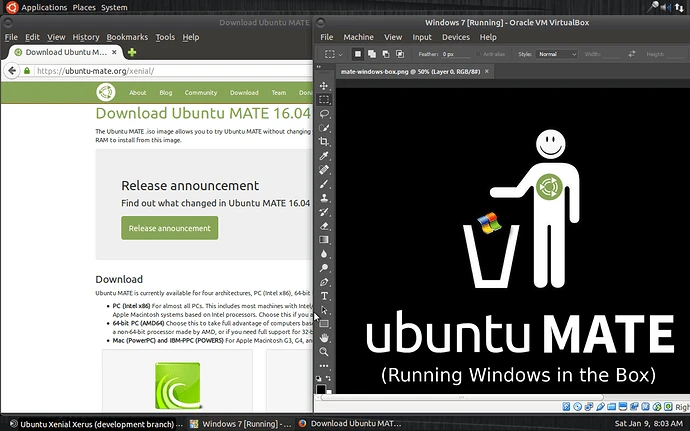 Applications Places System
Download Ubuntu MATE
File Edit View History Bookmarks Tools Help
Download Ubuntu M...
https://ubuntu-mate.org/xenial/
About Blog Community Download Team
Download Ubuntu MATE 16.04
The Ubuntu MATE .iso image allows you to try Ubuntu MATE without changing
RAM to install from this image.
Release announcement
Find out what changed in Ubuntu MATE 16.04
Release announcement
Download
Ubuntu MATE is currently available for four architectures, PC (Intel x86), 64-bit
PC (Intel x86) For almost all PCs. This includes most machines with Intel/
Apple Macintosh systems based on Intel processors. Choose this if you a
64-bit PC (AMD64) Choose this to take full advantage of computers base
a non-64-bit processor made by AMD, or if you need full support for 32-b
Mac (PowerPC) and IBM-PPC (POWER5) For Apple Macintosh G3, G4, an
Windows 7 [Running] - Oracle VM VirtualBox
File Machine View Input Devices Help
Feather: 0 px Anti-alias Style: Normal Width: Height:
mate-windows-box.png @ 50% (Layer 0, RGB/8#) ×
ubuntu MATE
(Running Windows in the Box)
Ubuntu Xenial Xerus (development branch)
Windows 7 [Running] - ...
Download Ubuntu MAT...
Sat Jan 9, 8:03 AM